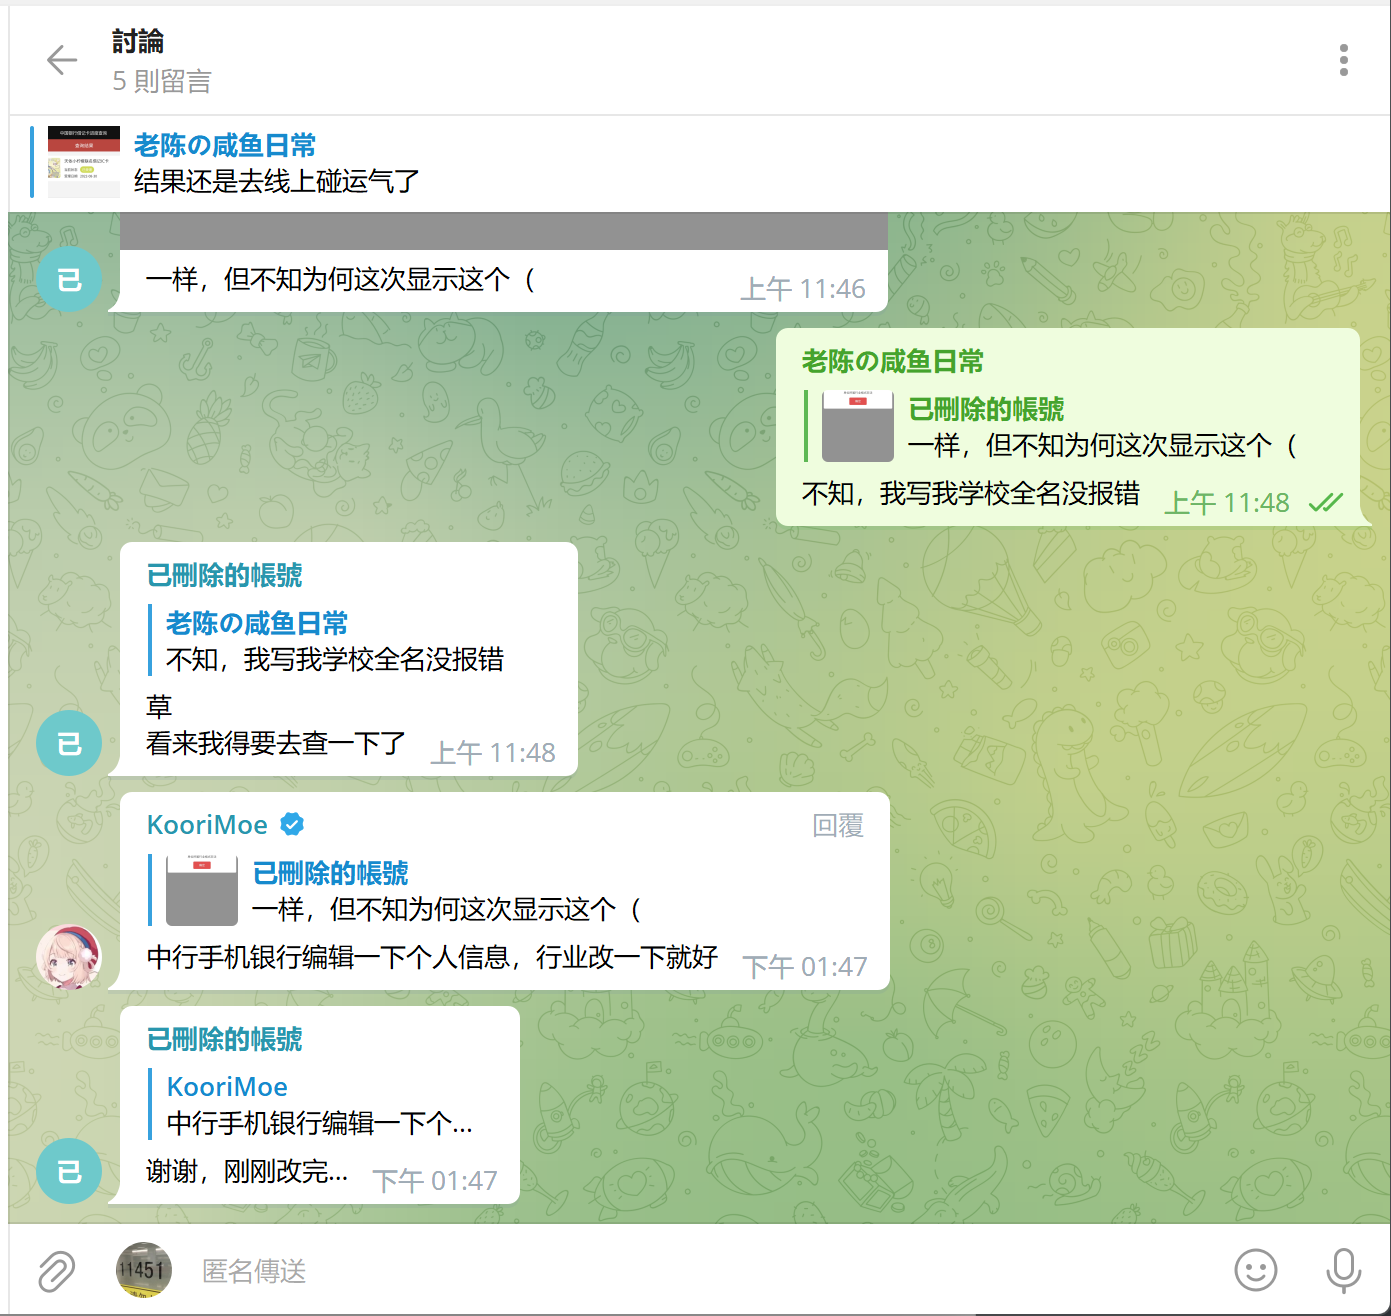 討論
5 則留言
老陈の咸鱼日常
结果还是去线上碰运气了
一样，但不知为何这次显示这个（
上午 11:46
已
老陈の咸鱼日常
已刪除的帳號
一样，但不知为何这次显示这个（
不知，我写我学校全名没报错
上午 11:48
已刪除的帳號
老陈の咸鱼日常
不知，我写我学校全名没报错
草
看来我得要去查一下了
上午 11:48
已
KooriMoe
回覆
已刪除的帳號
一样，但不知为何这次显示这个（
中行手机银行编辑一下个人信息，行业改一下就好
下午 01:47
已刪除的帳號
KooriMoe
中行手机银行编辑一下个...
谢谢，刚刚改完...
下午 01:47
已
11451
匿名傳送